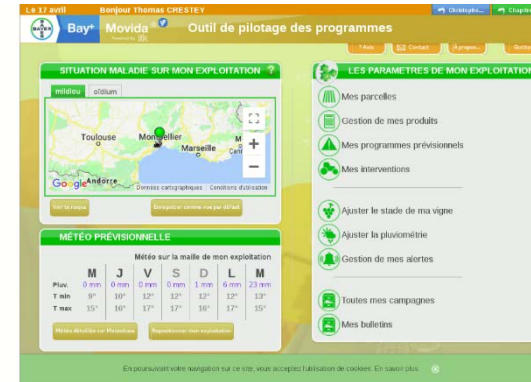 Le 17 avril Bonjour Thomas CRESTEY
BAYER
Bay+ Movida Outil de pilotage des programmes
Contact
SITUATION MALADIE SUR MON EXPLOITATION ?
mildiou oïdium
Toulouse Montpellier Marseille
Andorre
Google Données cartographiques Conditions d'utilisation
Voir la risque Enregistrer comme vue par défaut
MÉTÉO PRÉVISIONNELLE
Météo sur la maille de mon exploitation
M J V S D L M
Pluv. 0 mm 0 mm 0 mm 0 mm 1 mm 6 mm 23 mm
T min 9° 10° 12° 12° 12° 12° 13°
T max 15° 16° 17° 17° 17° 16° 15°
Repositionner mon exploitation
LES PARAMETRES DE MON EXPLOITATION
Mes parcelles
Gestion de mes produits
Mes programmes prévisionnels
Mes interventions
Ajuster le stade de ma vigne
Ajuster la pluviométrie
Gestion de mes alertes
Toutes mes campagnes
Mes bulletins
En poursuivant votre navigation sur ce site, vous acceptez l'utilisation de cookies. En savoir plus